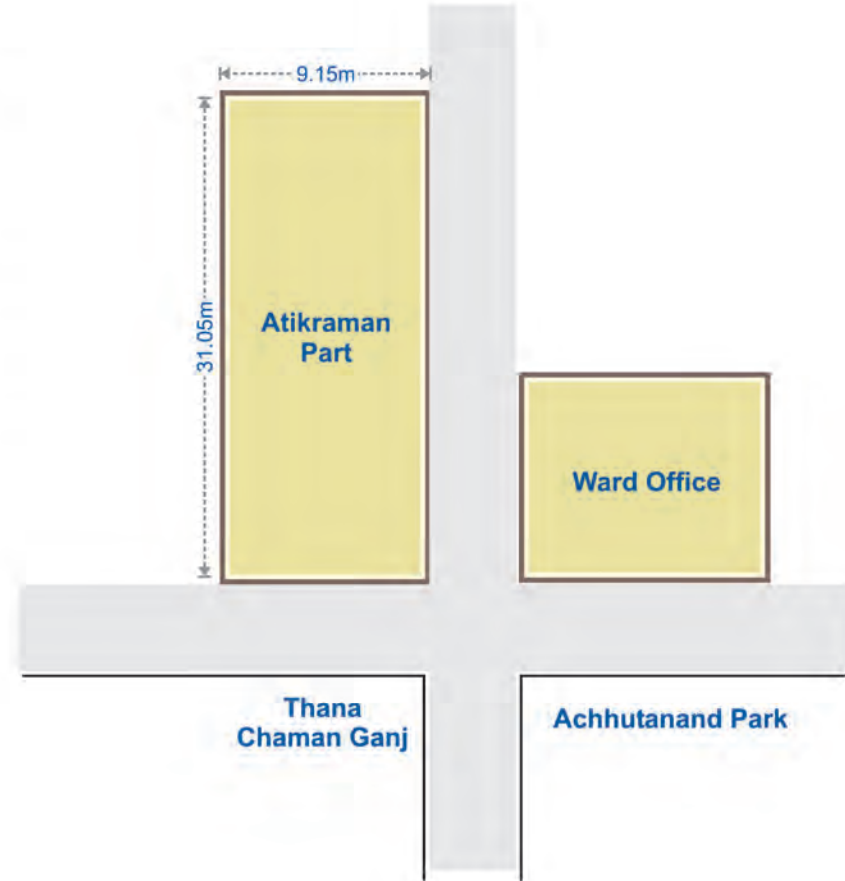 9.15m
31.05m
Atikraman
Part
Ward Office
Thana
Chaman Ganj
Achhutanand Park